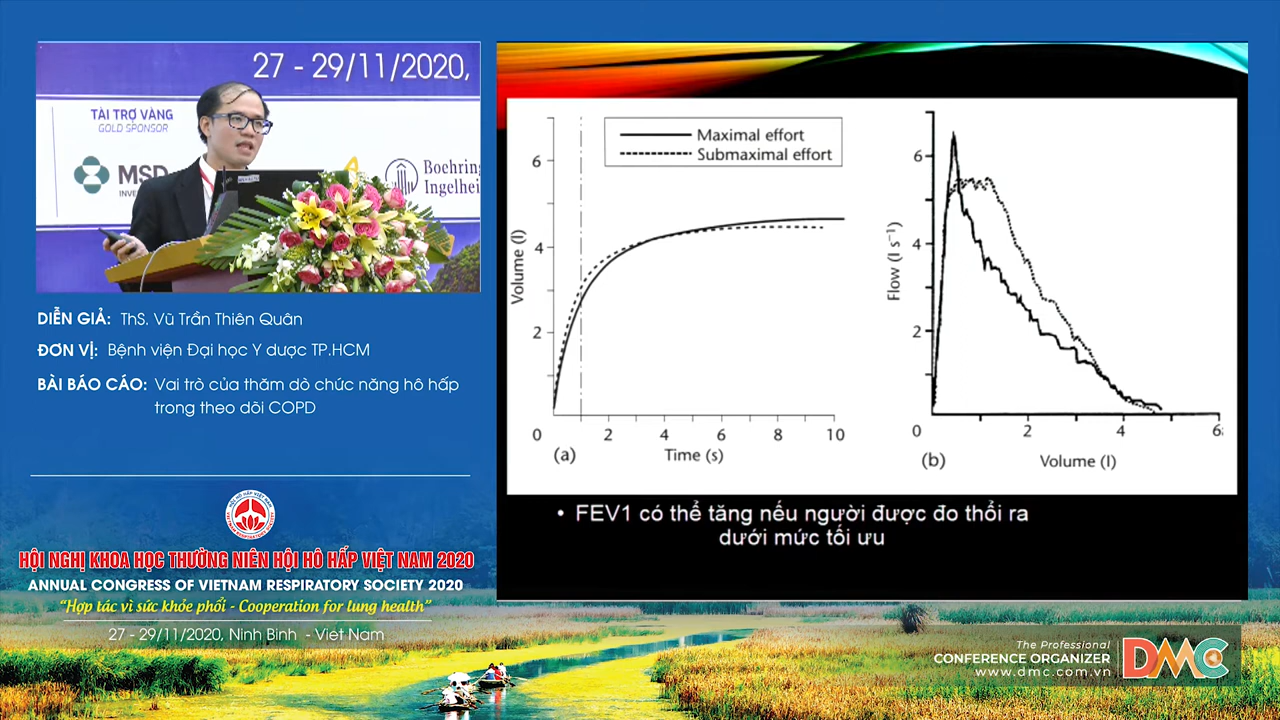 27 - 29/11/2020,
TÀI TRỢ VÀNG
GOLD SPONSOR
MSD
INVE
Boehring
Ingelhei
DIỄN GIẢ: ThS. Vũ Trần Thiên Quân
ĐƠN VỊ: Bệnh viện Đại học Y dược TP.HCM
BÀI BÁO CÁO: Vai trò của thăm dò chức năng hô hấp
trong theo dõi COPD
HỘI NGHỊ KHOA HỌC THƯỜNG NIÊN HỘI HÔ HẤP VIỆT NAM 2020
ANNUAL CONGRESS OF VIETNAM RESPIRATORY SOCIETY 2020
“Hợp tác vì sức khỏe phổi - Cooperation for lung health”
27 - 29/11/2020, Ninh Bình - Việt Nam
Maximal effort
Submaximal effort
Volume (l)
6
4
2
0 2 4 6 8 10
(a) Time (s)
Flow (l s⁻¹)
6
4
2
0 2 4 6
(b) Volume (l)
• FEV1 có thể tăng nếu người được đo thổi ra
dưới mức tối ưu
The Professional
CONFERENCE ORGANIZER
www.dmc.com.vn
DMC